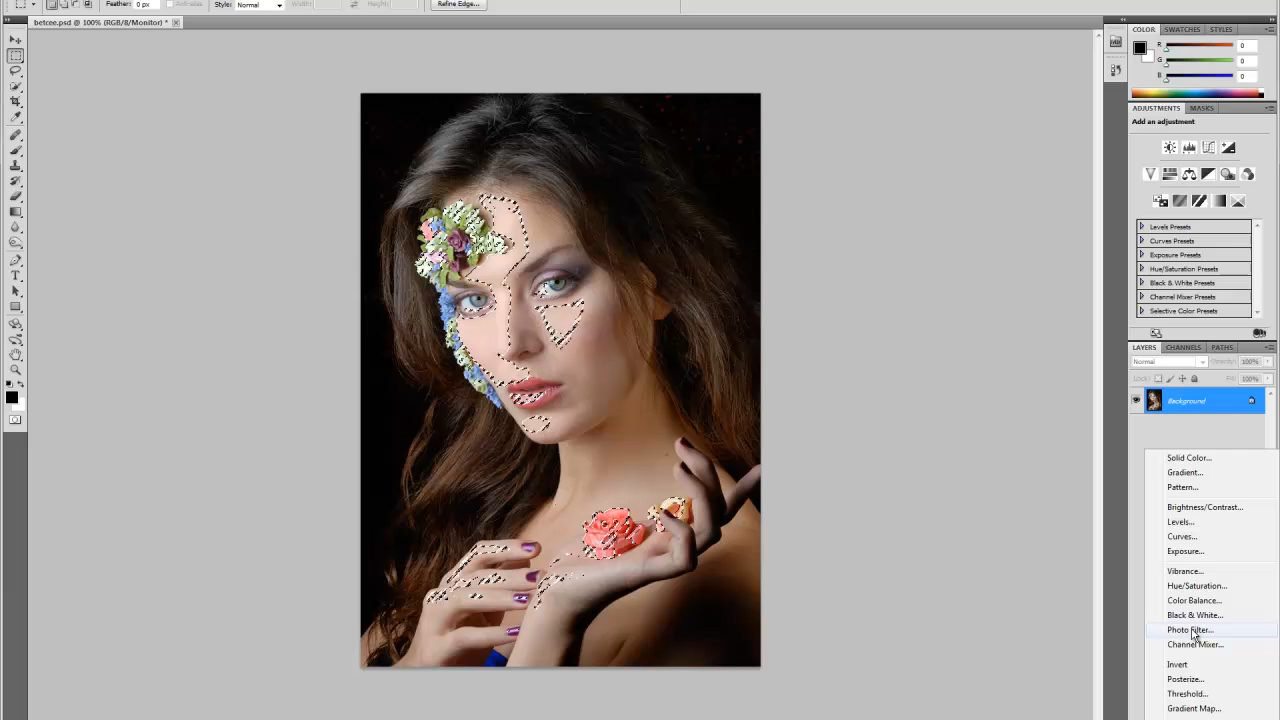 Feather: 0 px
Anti-alias
Style: Normal
Width:
Height:
Refine Edge...
betcee.psd @ 100% (RGB/8/Monitor) * x
COLOR SWATCHES STYLES
R 0
G 0
B 0
ADJUSTMENTS MASKS
Add an adjustment
Levels Presets
Curves Presets
Exposure Presets
Hue/Saturation Presets
Black & White Presets
Channel Mixer Presets
Selective Color Presets
LAYERS CHANNELS PATHS
Normal Opacity: 100%
Lock: Fill: 100%
Background
Solid Color...
Gradient...
Pattern...
Brightness/Contrast...
Levels...
Curves...
Exposure...
Vibrance...
Hue/Saturation...
Color Balance...
Black & White...
Photo Filter...
Channel Mixer...
Invert
Posterize...
Threshold...
Gradient Map...